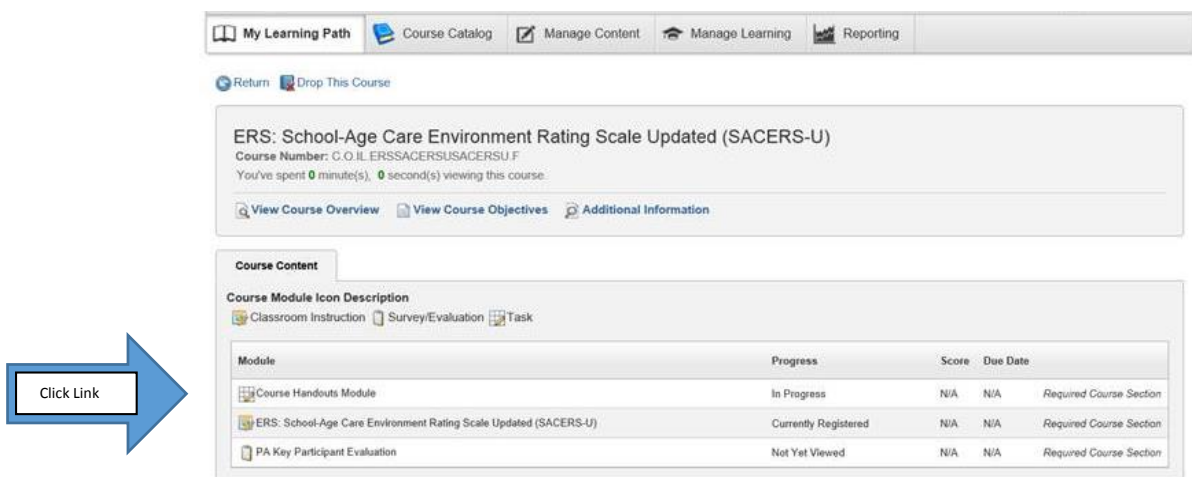 My Learning Path Course Catalog Manage Content Manage Learning Reporting
Return Drop This Course
ERS: School-Age Care Environment Rating Scale Updated (SACERS-U)
Course Number: C.O.IL.ERSSACERSUSACERSU.F
You've spent 0 minute(s), 0 second(s) viewing this course.
View Course Overview View Course Objectives Additional Information
Course Content
Course Module Icon Description
Classroom Instruction Survey/Evaluation Task
Module Progress Score Due Date
Click Link
Course Handouts Module In Progress N/A N/A Required Course Section
ERS: School-Age Care Environment Rating Scale Updated (SACERS-U) Currently Registered N/A N/A Required Course Section
PA Key Participant Evaluation Not Yet Viewed N/A N/A Required Course Section